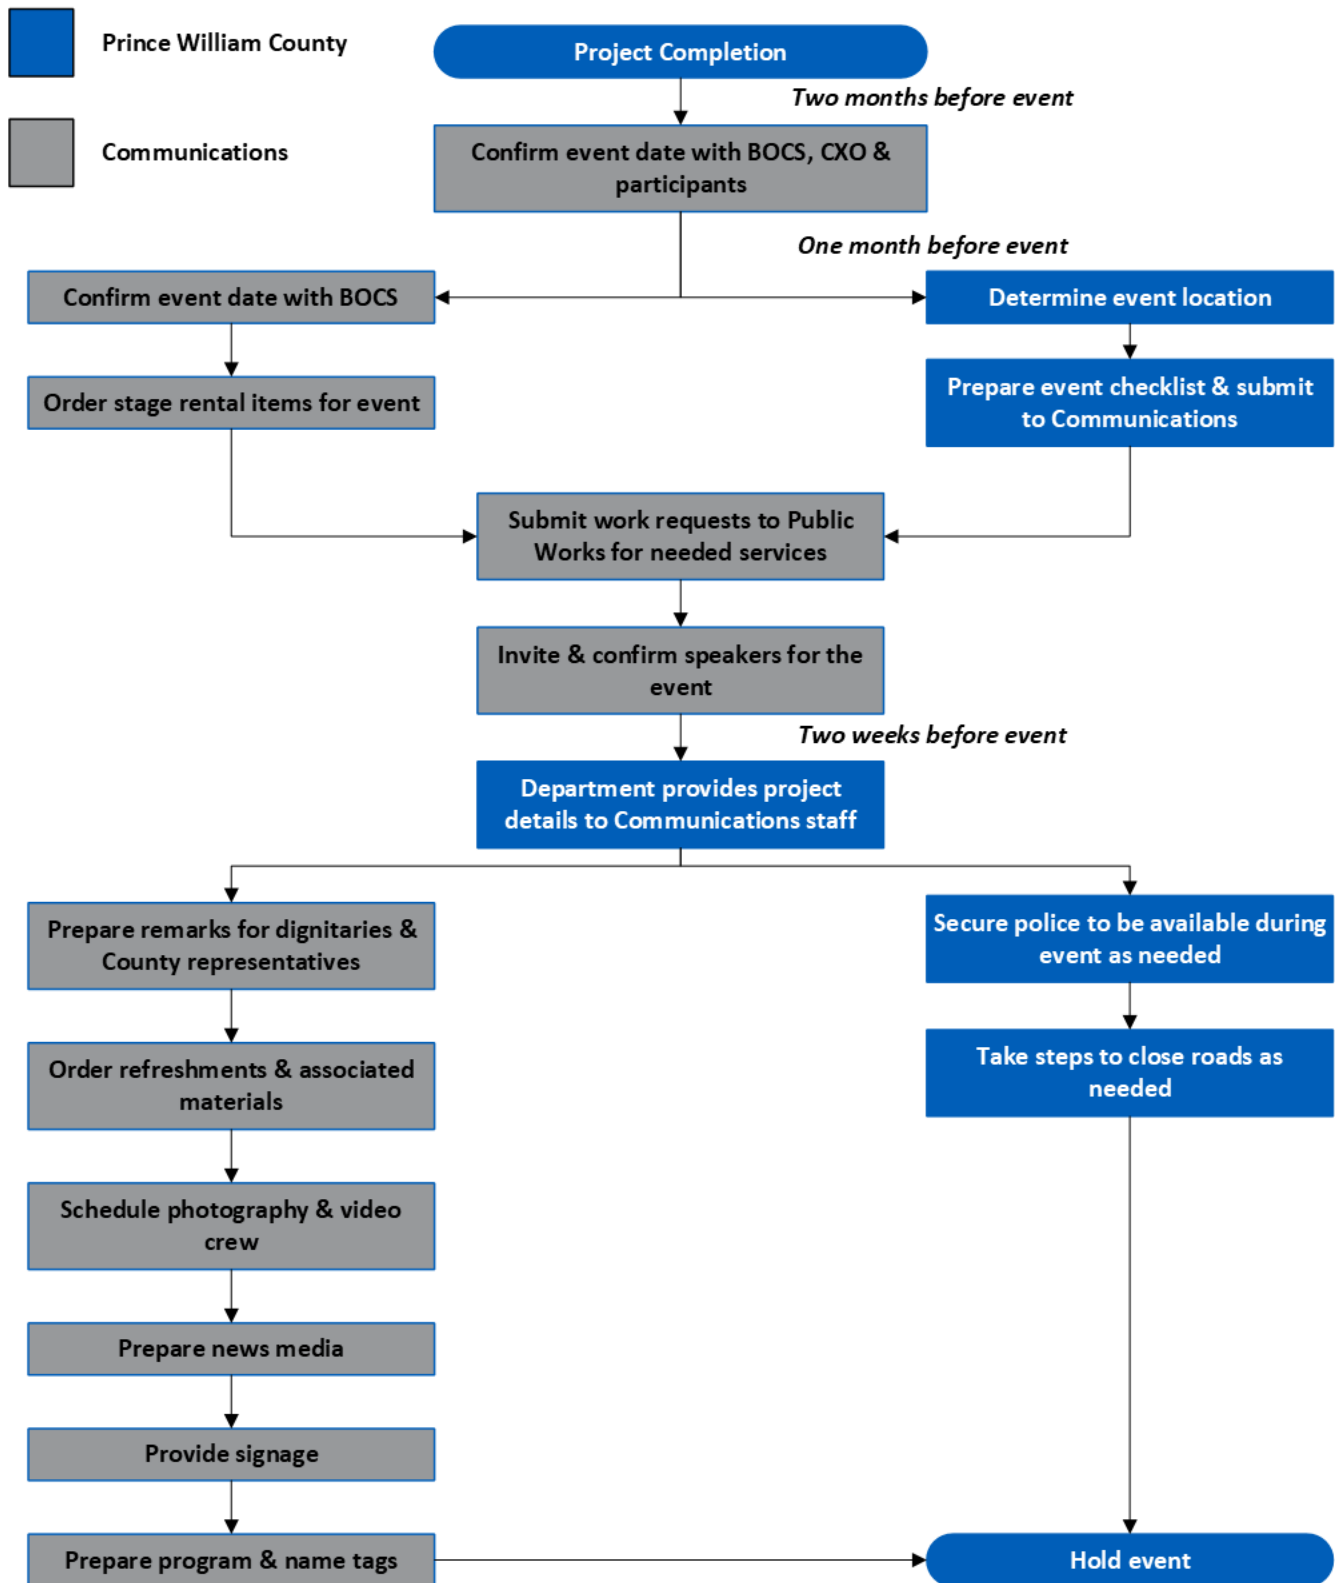 Prince William County
Project Completion
Two months before event
Communications
Confirm event date with BOCS, CXO &
participants
One month before event
Confirm event date with BOCS
Determine event location
Order stage rental items for event
Prepare event checklist & submit
to Communications
Submit work requests to Public
Works for needed services
Invite & confirm speakers for the
event
Two weeks before event
Department provides project
details to Communications staff
Prepare remarks for dignitaries &
County representatives
Secure police to be available during
event as needed
Order refreshments & associated
materials
Take steps to close roads as
needed
Schedule photography & video
crew
Prepare news media
Provide signage
Prepare program & name tags
Hold event